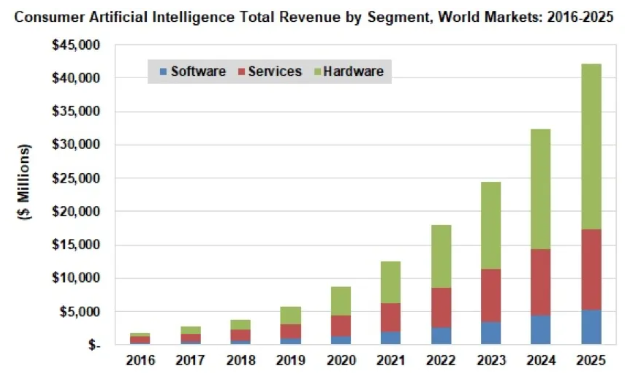 Consumer Artificial Intelligence Total Revenue by Segment, World Markets: 2016-2025
$45,000
Software Services Hardware
$40,000
$35,000
$30,000
$25,000
$20,000
$15,000
$10,000
$5,000
$-
($ Millions)
2016 2017 2018 2019 2020 2021 2022 2023 2024 2025